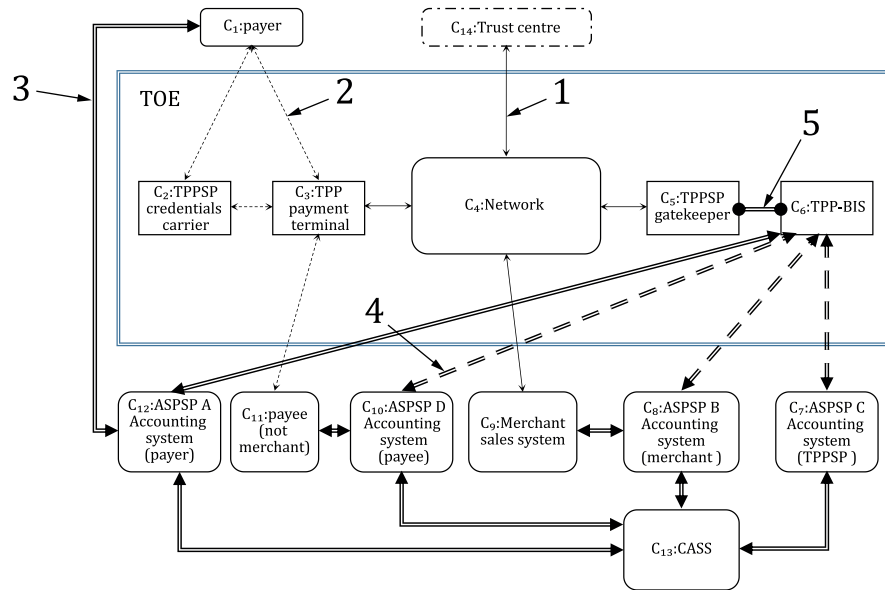 C₁:payer
C₁₄:Trust centre
3
2
1
TOE
5
C₂:TPPSP
credentials
carrier
C₃:TPP
payment
terminal
C₄:Network
C₅:TPPSP
gatekeeper
C₆:TPP-BIS
4
C₁₂:ASPSP A
Accounting
system
(payer)
C₁₁:payee
(not
merchant)
C₁₀:ASPSP D
Accounting
system
(payee)
C₉:Merchant
sales system
C₈:ASPSP B
Accounting
system
(merchant )
C₇:ASPSP C
Accounting
system
(TPPSP )
C₁₃:CASS